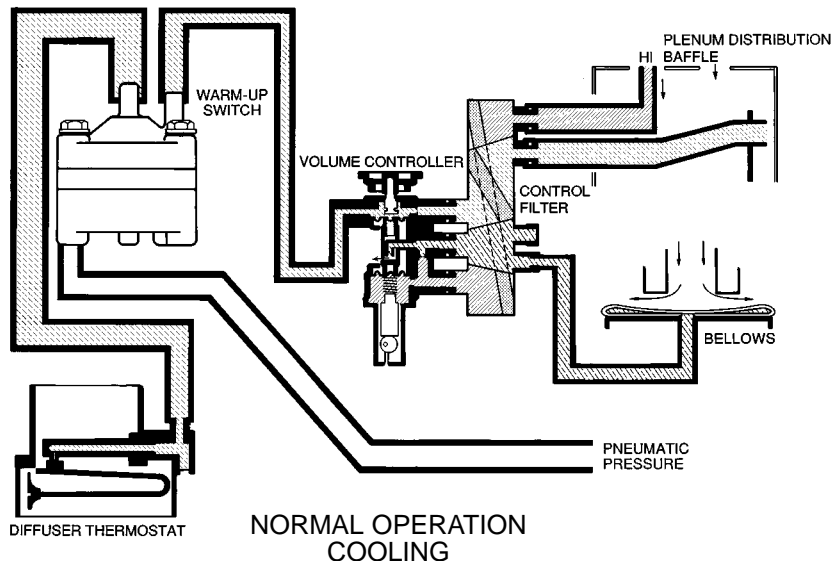 HI
PLENUM DISTRIBUTION
BAFFLE
WARM-UP
SWITCH
VOLUME CONTROLLER
CONTROL
FILTER
BELLOWS
PNEUMATIC
PRESSURE
DIFFUSER THERMOSTAT
NORMAL OPERATION
COOLING